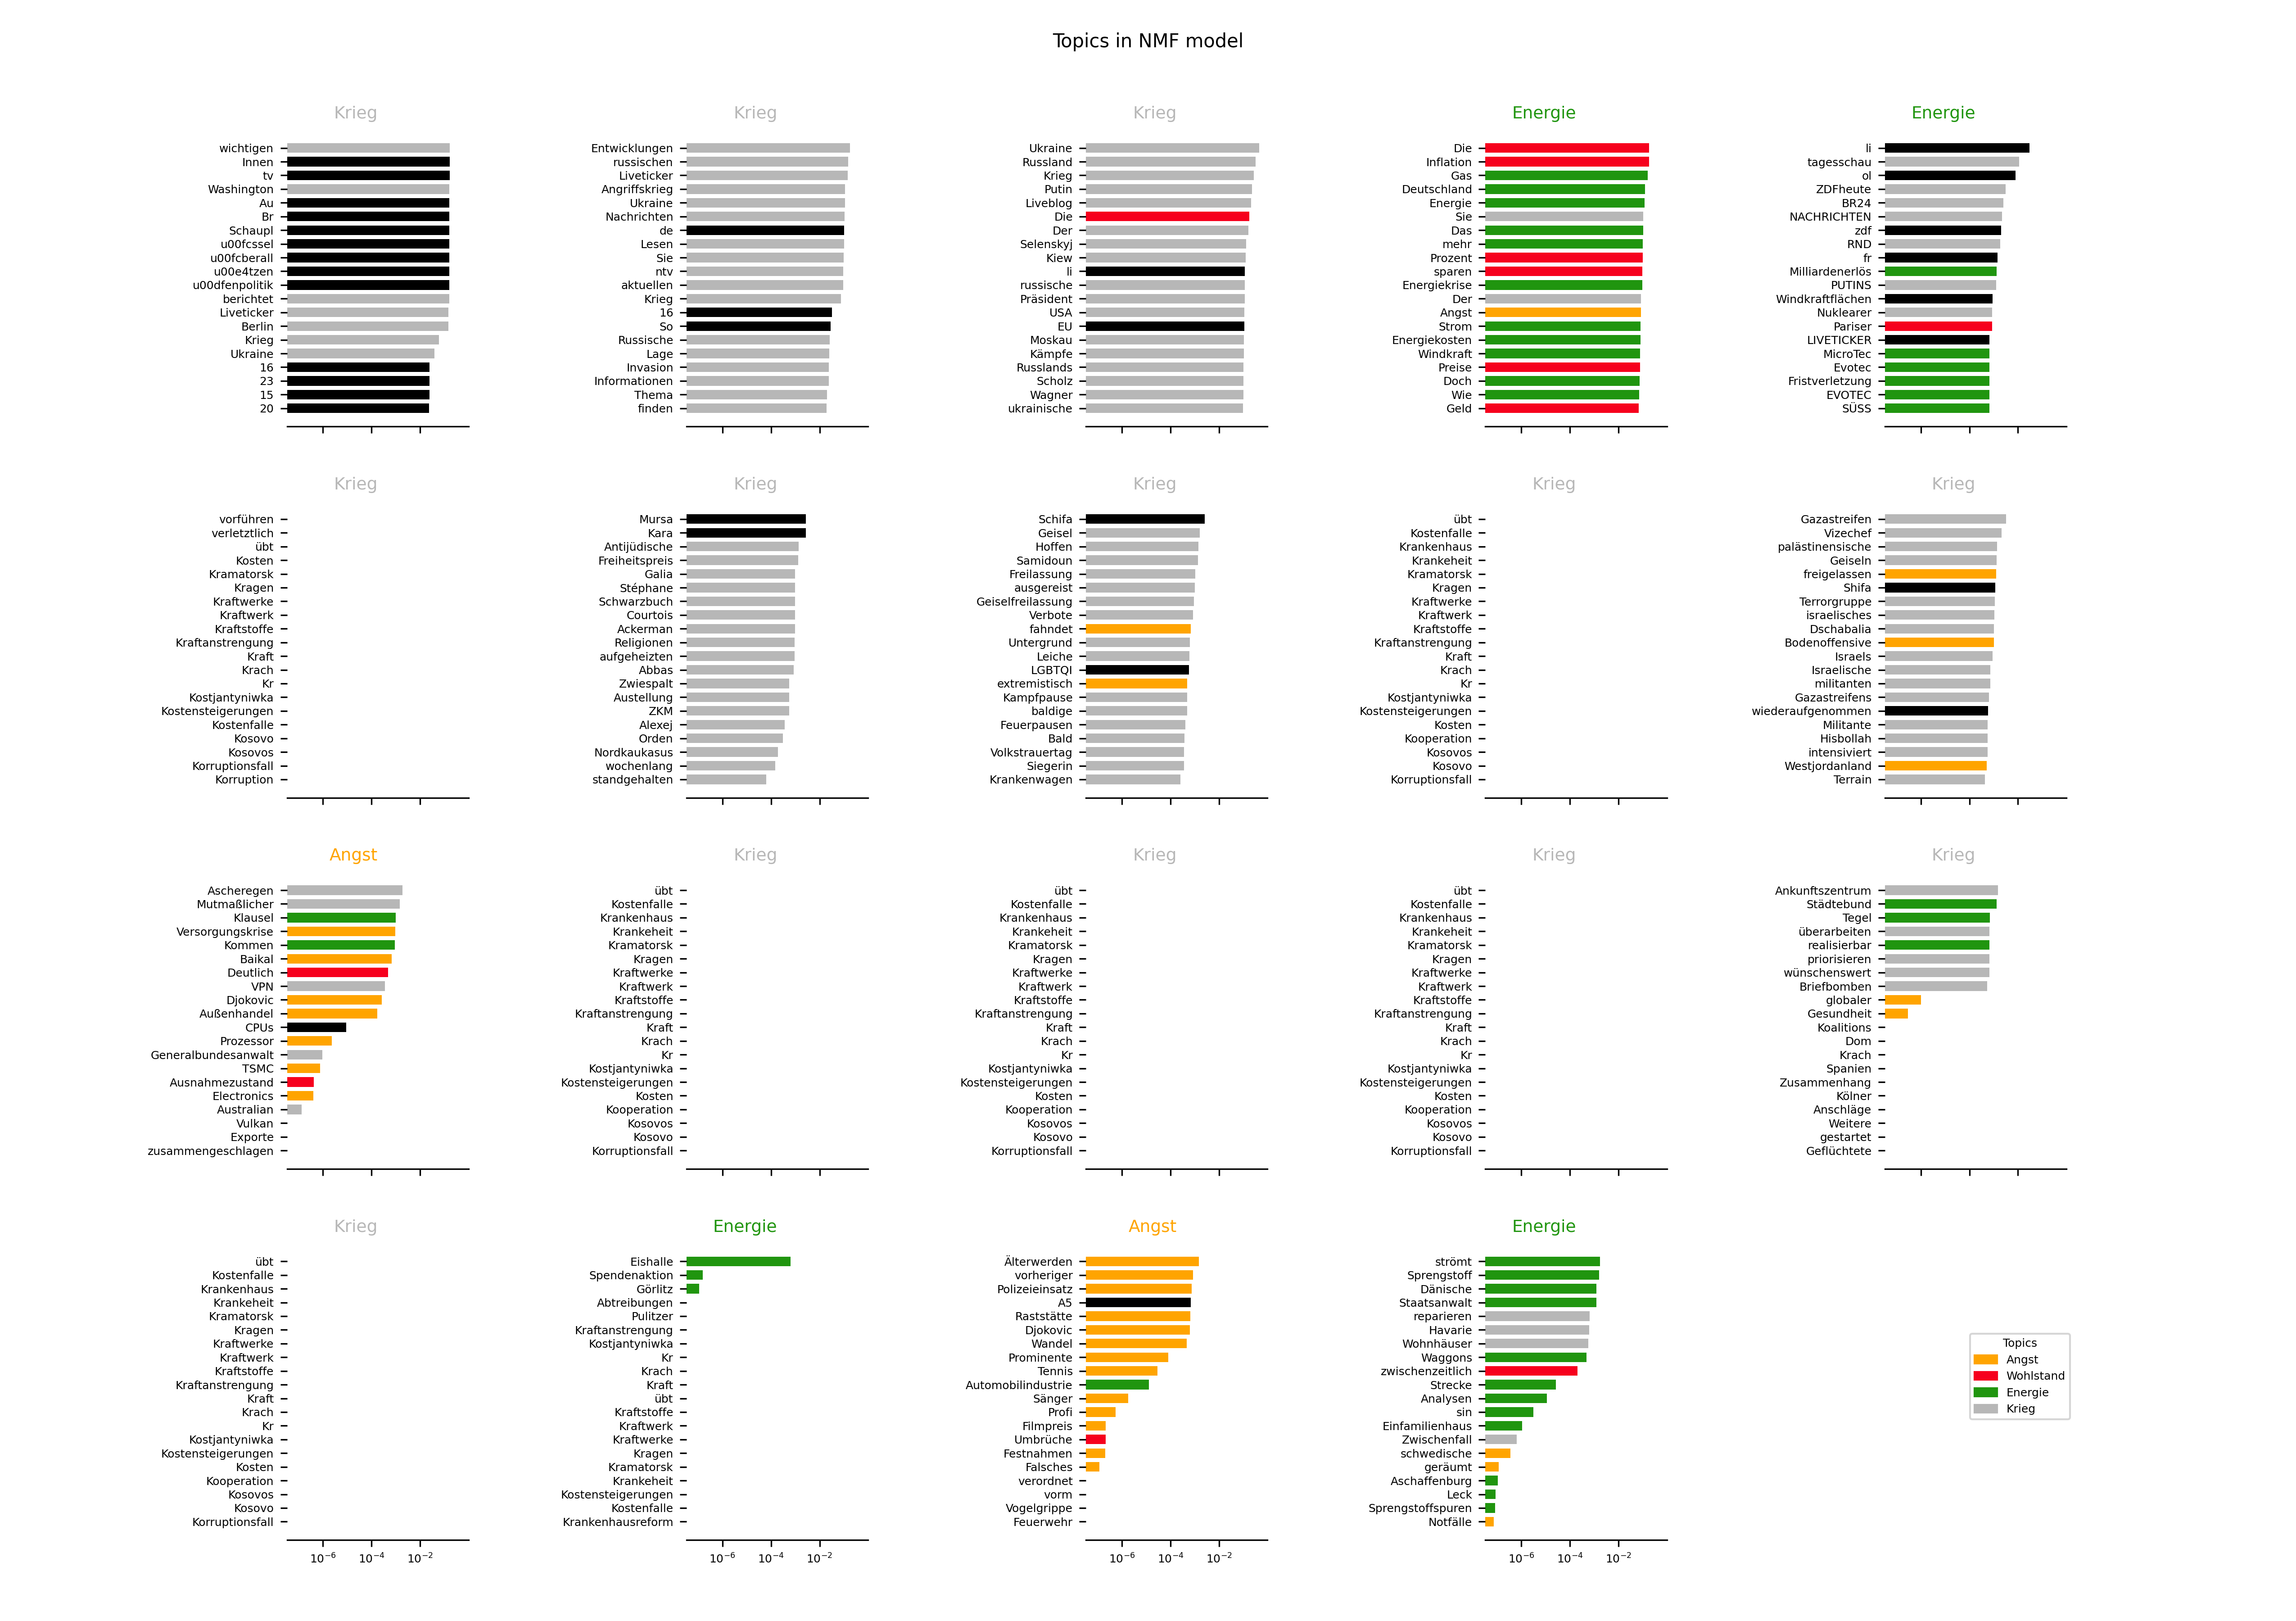 Topics in NMF model
Krieg
wichtigen
Innen
tv
Washington
Au
Br
Schaupl
u00fcssel
u00fcberall
u00e4tzen
u00dfenpolitik
berichtet
Liveticker
Berlin
Krieg
Ukraine
16
23
15
20
Krieg
Entwicklungen
russischen
Liveticker
Angriffskrieg
Ukraine
Nachrichten
de
Lesen
Sie
ntv
aktuellen
Krieg
16
So
Russische
Lage
Invasion
Informationen
Thema
finden
Krieg
Ukraine
Russland
Krieg
Putin
Liveblog
Die
Der
Selenskyj
Kiew
li
russische
Präsident
USA
EU
Moskau
Kämpfe
Russlands
Scholz
Wagner
ukrainische
Energie
Die
Inflation
Gas
Deutschland
Energie
Sie
Das
mehr
Prozent
sparen
Energiekrise
Der
Angst
Strom
Energiekosten
Windkraft
Preise
Doch
Wie
Geld
Energie
li
tagesschau
ol
ZDFheute
BR24
NACHRICHTEN
zdf
RND
fr
Milliardenerlös
PUTINS
Windkraftflächen
Nuklearer
Pariser
LIVETICKER
MicroTec
Evotec
Fristverletzung
EVOTEC
SÜSS
Krieg
vorführen
verletztlich
übt
Kosten
Kramatorsk
Kragen
Kraftwerke
Kraftwerk
Kraftstoffe
Kraftanstrengung
Kraft
Krach
Kr
Kostjantyniwka
Kostensteigerungen
Kostenfalle
Kosovo
Kosovos
Korruptionsfall
Korruption
Krieg
Mursa
Kara
Antijüdische
Freiheitspreis
Galia
Stéphane
Schwarzbuch
Courtois
Ackerman
Religionen
aufgeheizten
Abbas
Zwiespalt
Austellung
ZKM
Alexej
Orden
Nordkaukasus
wochenlang
standgehalten
Krieg
Schifa
Geisel
Hoffen
Samidoun
Freilassung
ausgereist
Geiselfreilassung
Verbote
fahndet
Untergrund
Leiche
LGBTQI
extremistisch
Kampfpause
baldige
Feuerpausen
Bald
Volkstrauertag
Siegerin
Krankenwagen
Krieg
übt
Kostenfalle
Krankenhaus
Krankeheit
Kramatorsk
Kragen
Kraftwerke
Kraftwerk
Kraftstoffe
Kraftanstrengung
Kraft
Krach
Kr
Kostjantyniwka
Kostensteigerungen
Kosten
Kooperation
Kosovos
Kosovo
Korruptionsfall
Krieg
Gazastreifen
Vizechef
palästinensische
Geiseln
freigelassen
Shifa
Terrorgruppe
israelisches
Dschabalia
Bodenoffensive
Israels
Israelische
militanten
Gazastreifens
wiederaufgenommen
Militante
Hisbollah
intensiviert
Westjordanland
Terrain
Angst
Ascheregen
Mutmaßlicher
Klausel
Versorgungskrise
Kommen
Baikal
Deutlich
VPN
Djokovic
Außenhandel
CPUs
Prozessor
Generalbundesanwalt
TSMC
Ausnahmezustand
Electronics
Australian
Vulkan
Exporte
zusammengeschlagen
Krieg
übt
Kostenfalle
Krankenhaus
Krankeheit
Kramatorsk
Kragen
Kraftwerke
Kraftwerk
Kraftstoffe
Kraftanstrengung
Kraft
Krach
Kr
Kostjantyniwka
Kostensteigerungen
Kosten
Kooperation
Kosovos
Kosovo
Korruptionsfall
Krieg
übt
Kostenfalle
Krankenhaus
Krankeheit
Kramatorsk
Kragen
Kraftwerke
Kraftwerk
Kraftstoffe
Kraftanstrengung
Kraft
Krach
Kr
Kostjantyniwka
Kostensteigerungen
Kosten
Kooperation
Kosovos
Kosovo
Korruptionsfall
Krieg
übt
Kostenfalle
Krankenhaus
Krankeheit
Kramatorsk
Kragen
Kraftwerke
Kraftwerk
Kraftstoffe
Kraftanstrengung
Kraft
Krach
Kr
Kostjantyniwka
Kostensteigerungen
Kosten
Kooperation
Kosovos
Kosovo
Korruptionsfall
Krieg
Ankunftszentrum
Städtebund
Tegel
überarbeiten
realisierbar
priorisieren
wünschenswert
Briefbomben
globaler
Gesundheit
Koalitions
Dom
Krach
Spanien
Zusammenhang
Kölner
Anschläge
Weitere
gestartet
Geflüchtete
Krieg
übt
Kostenfalle
Krankenhaus
Krankeheit
Kramatorsk
Kragen
Kraftwerke
Kraftwerk
Kraftstoffe
Kraftanstrengung
Kraft
Krach
Kr
Kostjantyniwka
Kostensteigerungen
Kosten
Kooperation
Kosovos
Kosovo
Korruptionsfall
10⁻⁶ 10⁻⁴ 10⁻²
Energie
Eishalle
Spendenaktion
Görlitz
Abtreibungen
Pulitzer
Kraftanstrengung
Kostjantyniwka
Kr
Krach
Kraft
übt
Kraftstoffe
Kraftwerk
Kraftwerke
Kragen
Kramatorsk
Krankeheit
Kostensteigerungen
Kostenfalle
Krankenhausreform
10⁻⁶ 10⁻⁴ 10⁻²
Angst
Älterwerden
vorheriger
Polizeieinsatz
A5
Raststätte
Djokovic
Wandel
Prominente
Tennis
Automobilindustrie
Sänger
Profi
Filmpreis
Umbrüche
Festnahmen
Falsches
verordnet
vorm
Vogelgrippe
Feuerwehr
10⁻⁶ 10⁻⁴ 10⁻²
Energie
strömt
Sprengstoff
Dänische
Staatsanwalt
reparieren
Havarie
Wohnhäuser
Waggons
zwischenzeitlich
Strecke
Analysen
sin
Einfamilienhaus
Zwischenfall
schwedische
geräumt
Aschaffenburg
Leck
Sprengstoffspuren
Notfälle
10⁻⁶ 10⁻⁴ 10⁻²
Topics
Angst
Wohlstand
Energie
Krieg